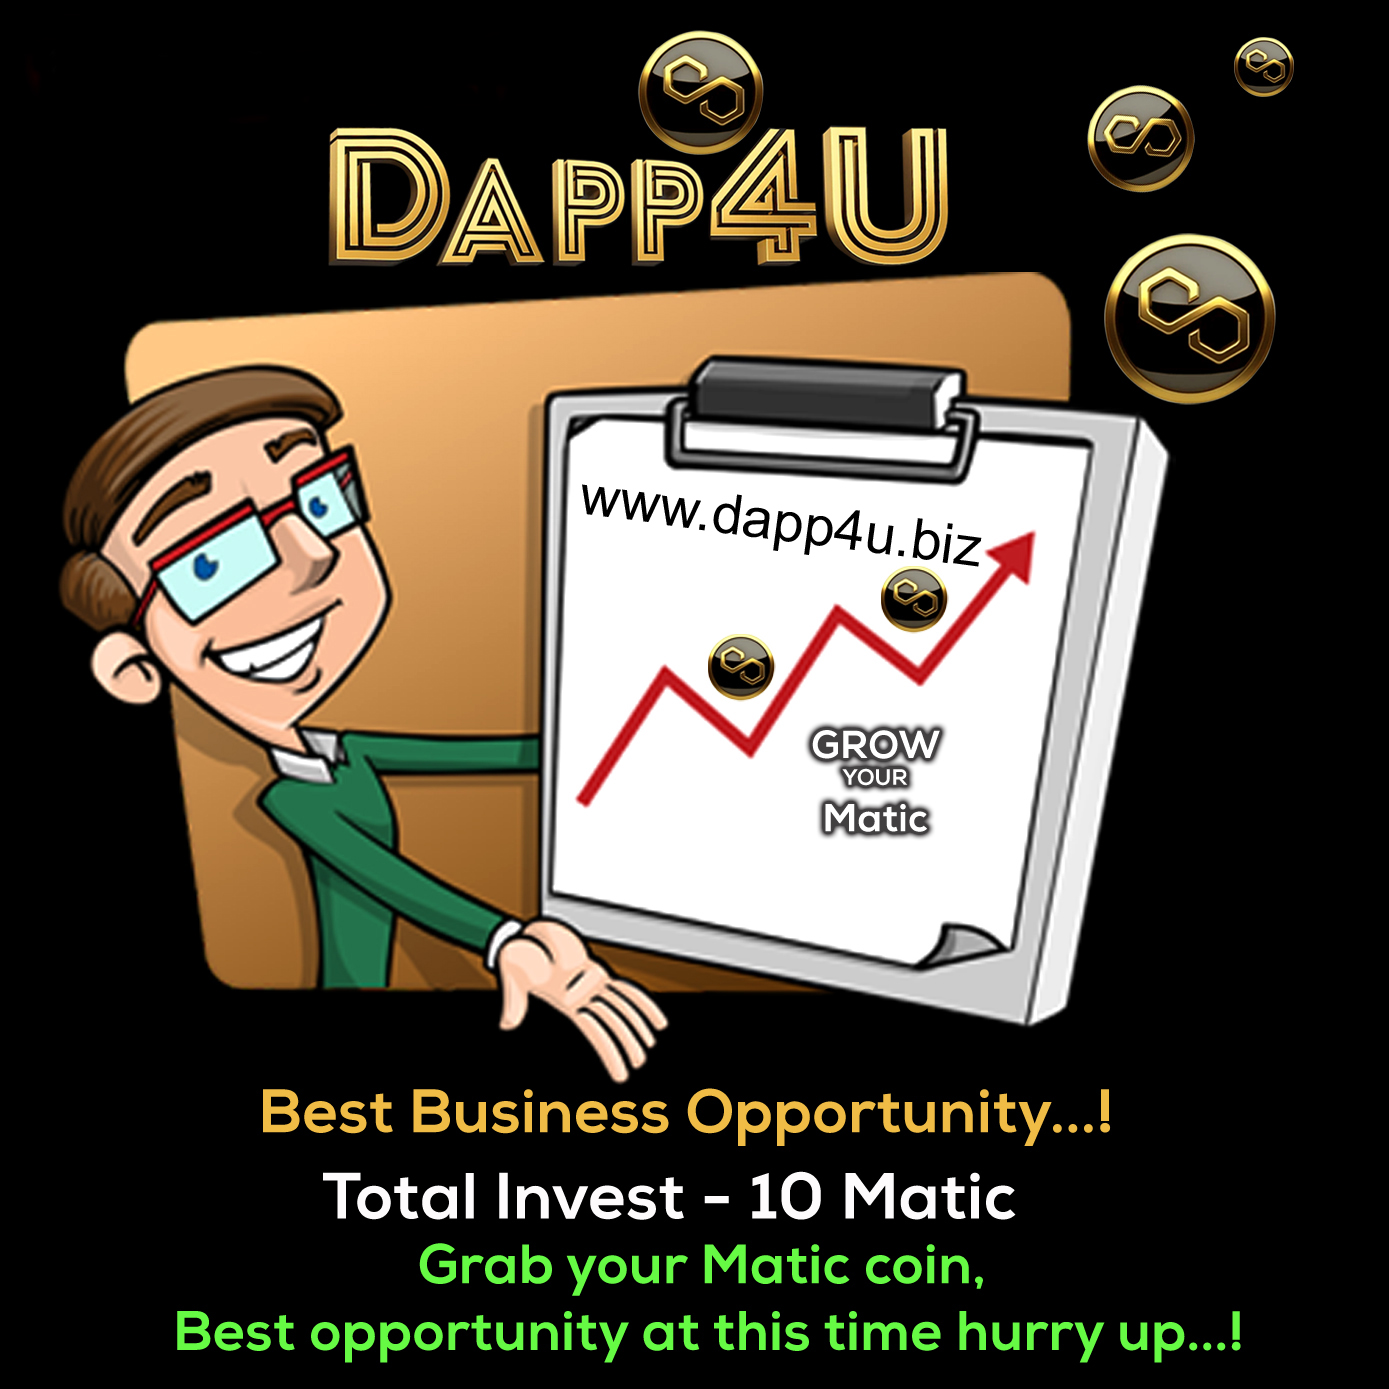 Dapp4U
www.dapp4u.biz
GROW
YOUR
Matic
Best Business Opportunity...!
Total Invest - 10 Matic
Grab your Matic coin,
Best opportunity at this time hurry up...!